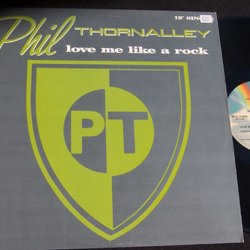 12" SINGLE
Phil THORNALLEY
love me like a rock
PT